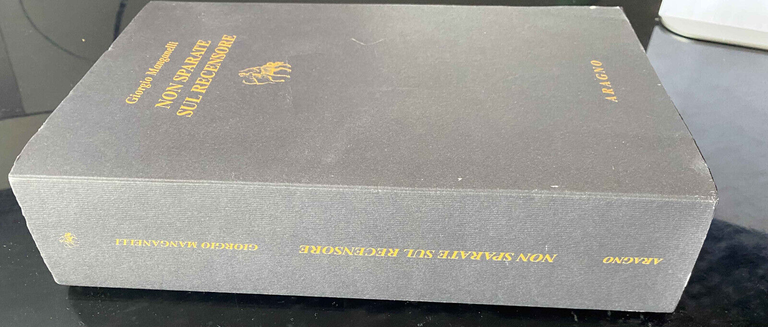 Giorgio Manganelli
NON SPARATE
SUL RECENSORE
ARAGNO
GIORGIO MANGANELLI
NON SPARATE SUL RECENSORE
ARAGNO